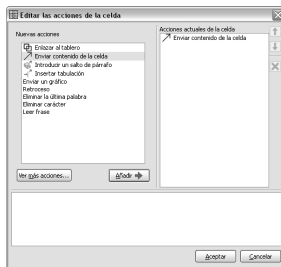 Editar las acciones de la celda
Nuevas acciones
Enlazar al tablero
Enviar contenido de la celda
Introducir un salto de párrafo
Insertar tabulación
Enviar un gráfico
Retroceso
Eliminar la última palabra
Eliminar carácter
Leer frase
Ver más acciones...
Añadir
Acciones actuales de la celda
Enviar contenido de la celda
Aceptar
Cancelar